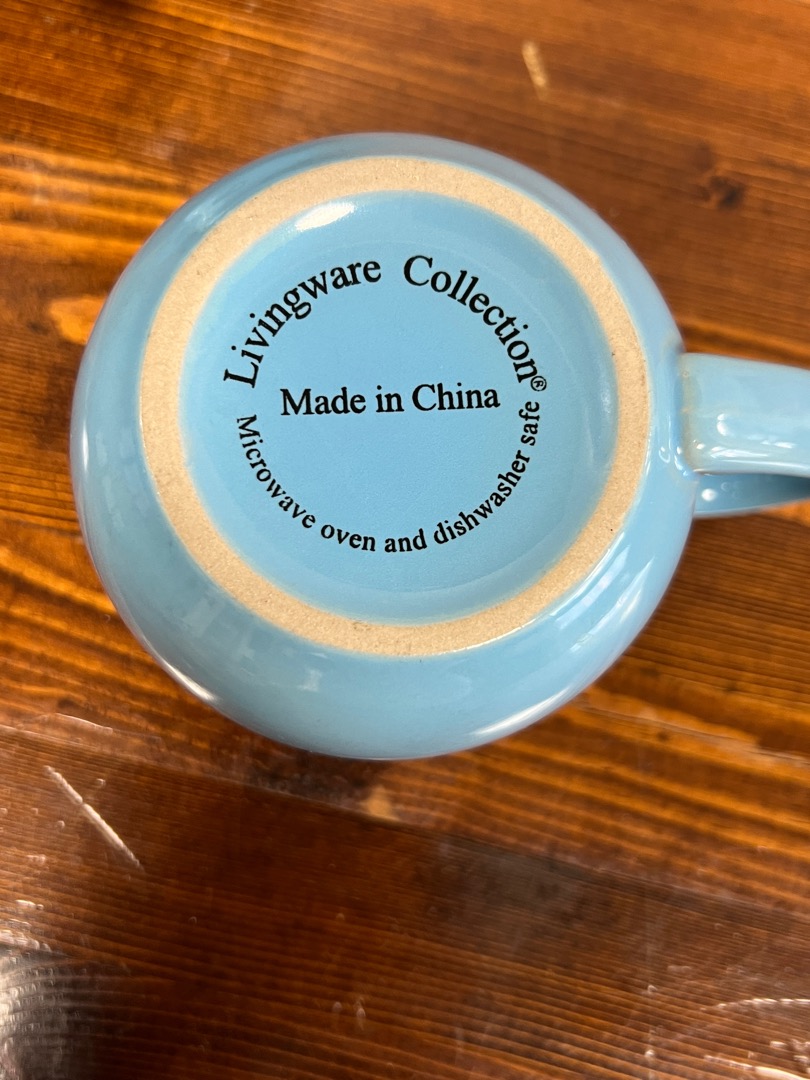 Livingware Collection®
Made in China
Microwave oven and dishwasher safe